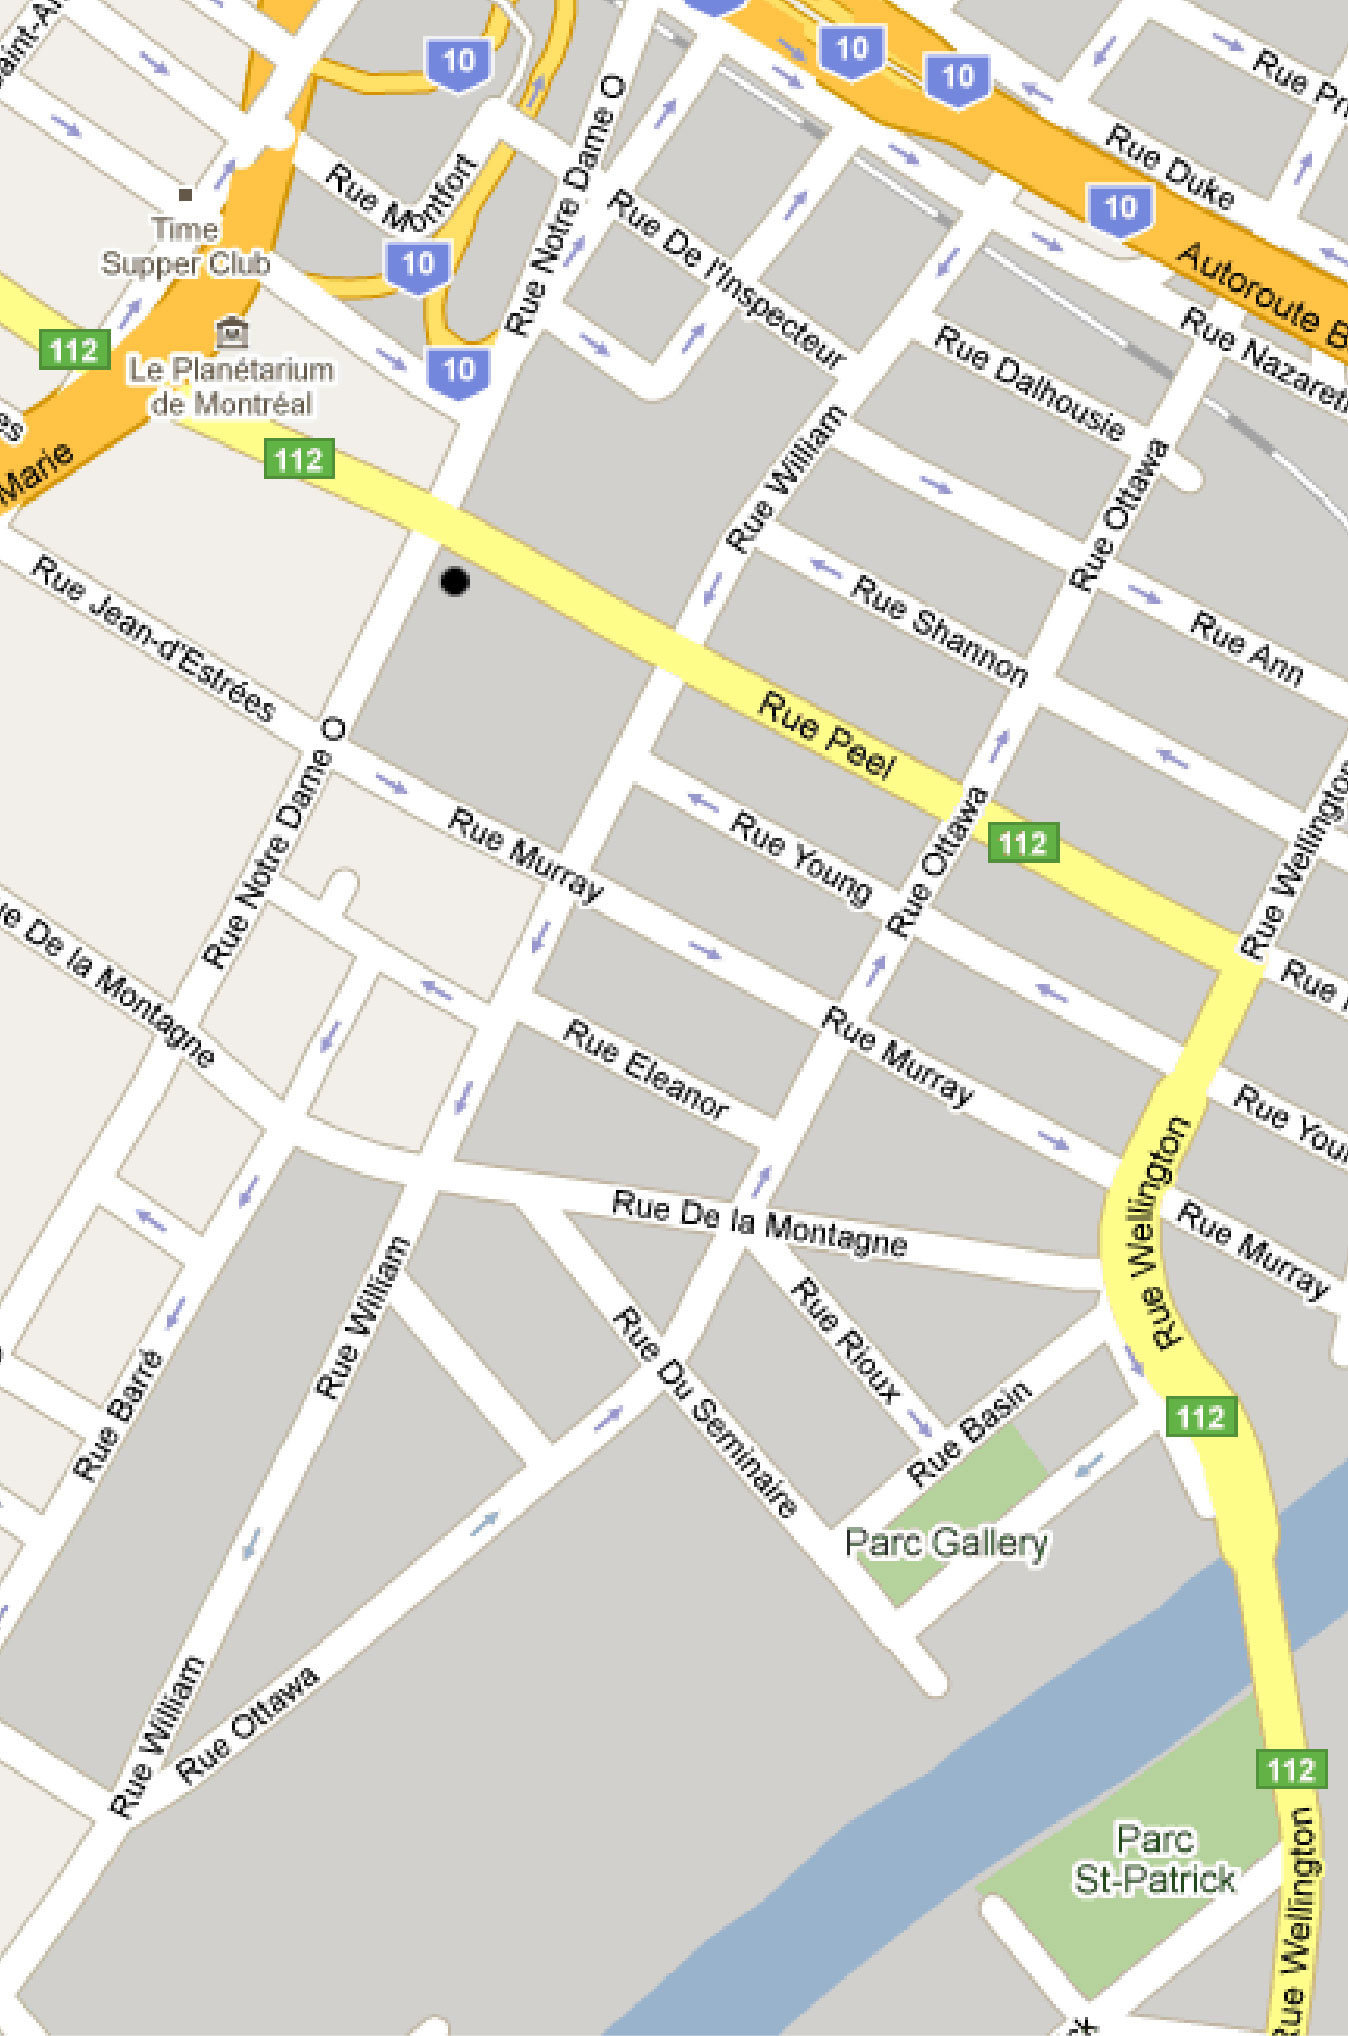 10
10
10
Rue Duke
10
Autoroute B
Rue Montfort
Rue Notre Dame O
Time
Supper Club
10
Rue De l'Inspecteur
Rue Nazareth
112
Le Planétarium
de Montréal
10
Rue Dalhousie
Marie
112
Rue William
Rue Ottawa
Rue Jean-d'Estrées
Rue Shannon
Rue Ann
Rue Peel
Rue Notre Dame O
Rue Murray
Rue Young
Rue Ottawa
112
Rue Wellington
De la Montagne
Rue Eleanor
Rue Murray
Rue
Rue Wellington
Rue De la Montagne
Rue Murray
Rue William
Rue Barré
Rue Du Seminaire
Rue Rioux
Rue Basin
112
Parc Gallery
Rue William
Rue Ottawa
112
Parc
St-Patrick
Rue Wellington